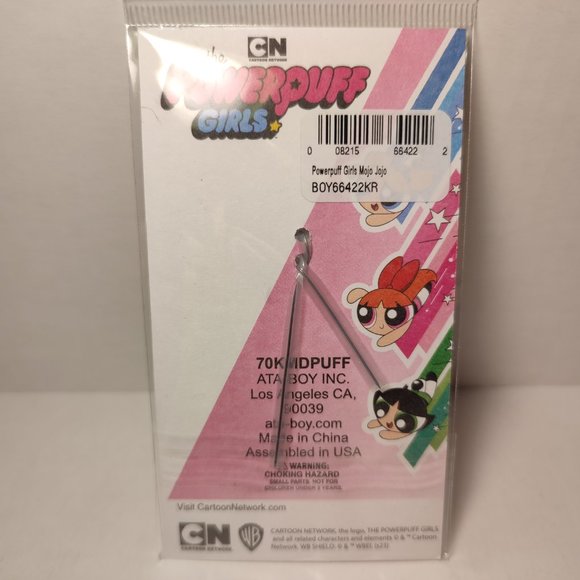 CN
CARTOON NETWORK
the
POWERPUFF
GIRLS
0 08215 66422 2
Powerpuff Girls Mojo Jojo
BOY66422KR
70KMDPUFF
ATA-BOY INC.
Los Angeles CA,
90039
ata-boy.com
Made in China
Assembled in USA
WARNING:
CHOKING HAZARD
SMALL PARTS NOT FOR
CHILDREN UNDER 3 YEARS.
Visit CartoonNetwork.com
CN
CARTOON NETWORK
WB
CARTOON NETWORK, the logo, THE POWERPUFF GIRLS
and all related characters and elements © & ™ Cartoon
Network. WB SHIELD: © & ™ WBEI. (s23)